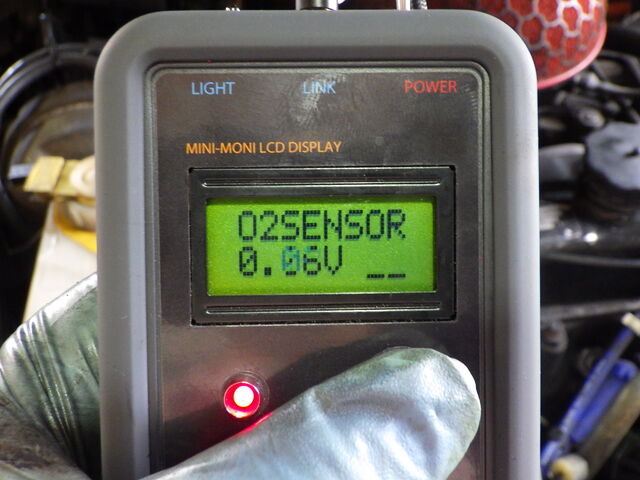 LIGHT LINK POWER
MINI-MONI LCD DISPLAY
O2SENSOR
0.06V __